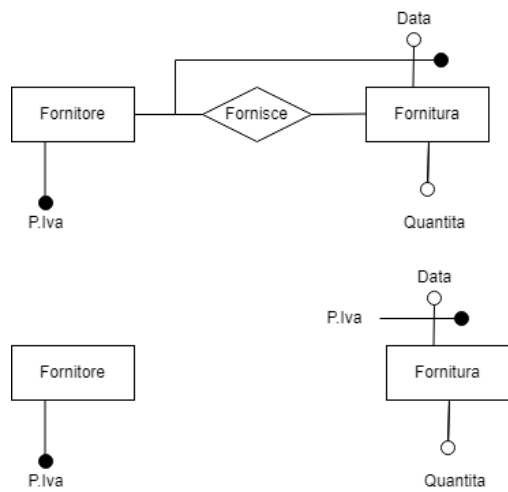 Data
Fornitore
Fornisce
Fornitura
P.Iva
Quantita
Data
P.Iva
Fornitore
Fornitura
P.Iva
Quantita